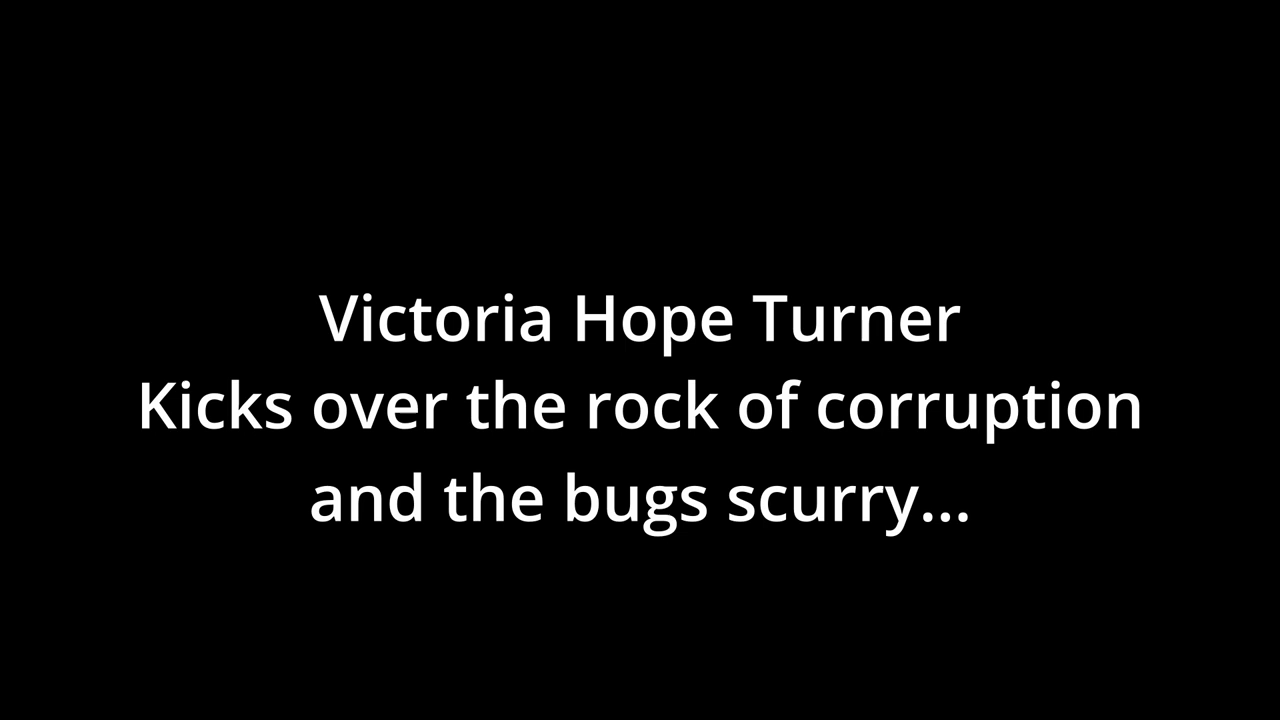 Victoria Hope Turner
Kicks over the rock of corruption
and the bugs scurry...